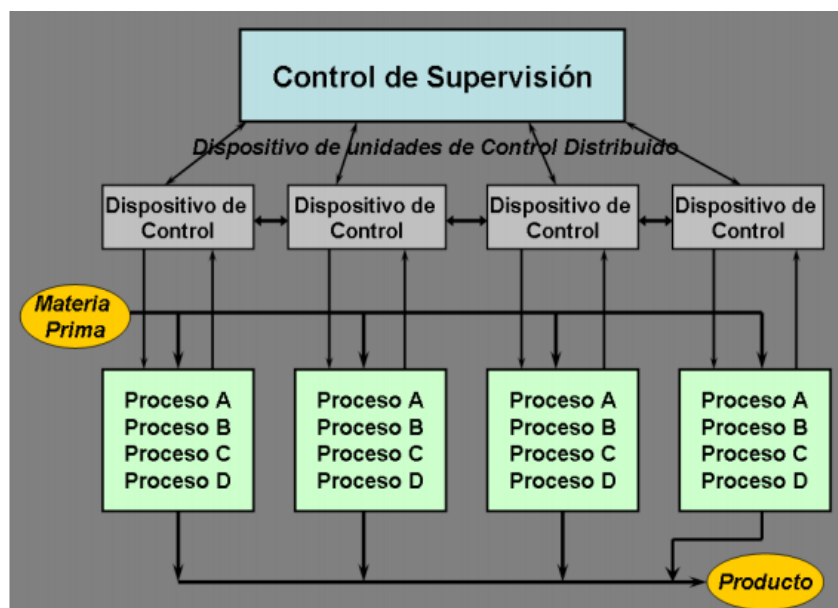 Control de Supervisión
Dispositivo de unidades de Control Distribuido
Dispositivo de
Control
Dispositivo de
Control
Dispositivo de
Control
Dispositivo de
Control
Materia
Prima
Proceso A
Proceso B
Proceso C
Proceso D
Proceso A
Proceso B
Proceso C
Proceso D
Proceso A
Proceso B
Proceso C
Proceso D
Proceso A
Proceso B
Proceso C
Proceso D
Producto